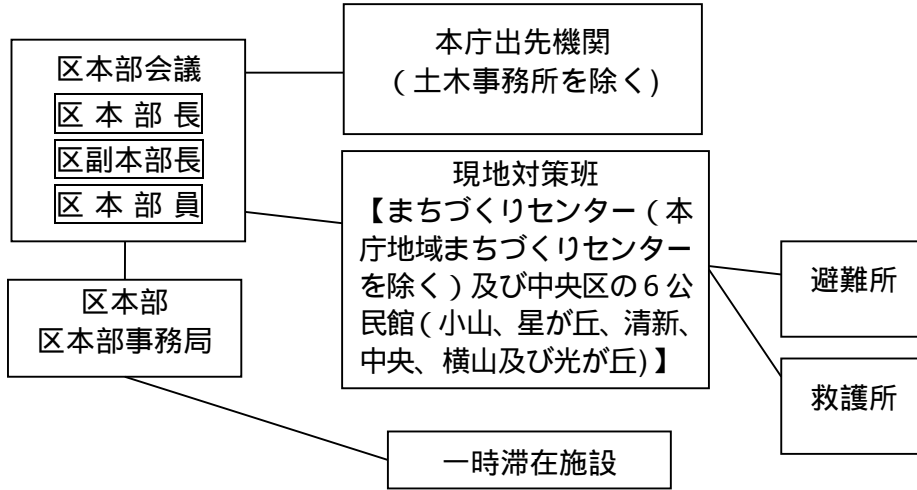 区本部会議
区 本 部 長
区副本部長
区 本 部 員
区本部
区本部事務局
本庁出先機関
(土木事務所を除く)
現地対策班
【まちづくりセンター(本
庁地域まちづくりセンター
を除く)及び中央区の6公
民館(小山、星が丘、清新、
中央、横山及び光が丘)】
避難所
救護所
一時滞在施設